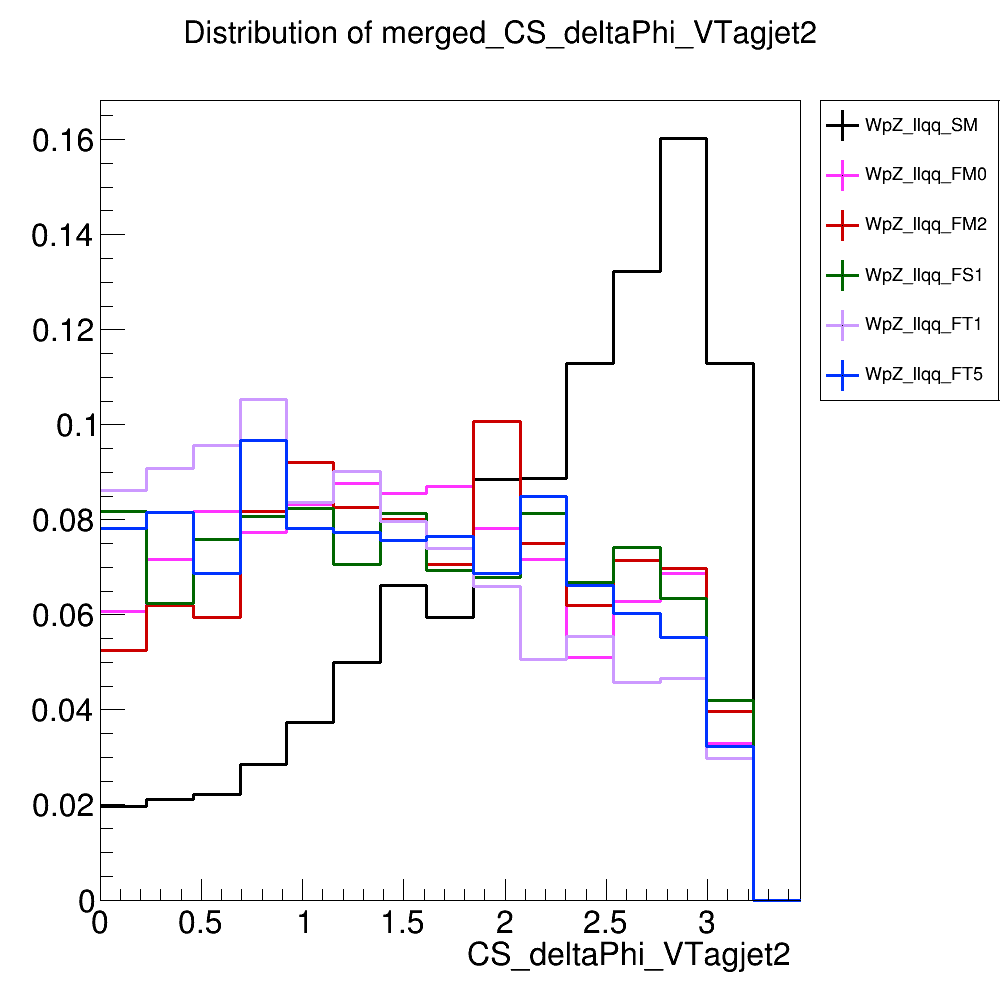 Distribution of merged_CS_deltaPhi_VTagjet2
0.16
0.14
0.12
0.1
0.08
0.06
0.04
0.02
0
0 0.5 1 1.5 2 2.5 3
CS_deltaPhi_VTagjet2
WpZ_llqq_SM
WpZ_llqq_FM0
WpZ_llqq_FM2
WpZ_llqq_FS1
WpZ_llqq_FT1
WpZ_llqq_FT5